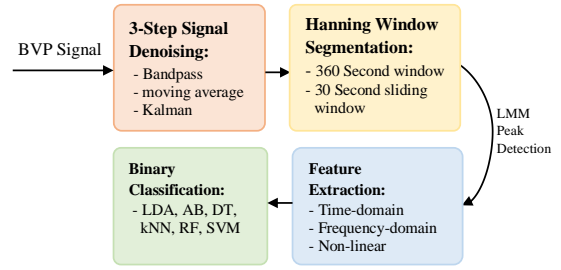 BVP Signal
3-Step Signal
Denoising:
- Bandpass
- moving average
- Kalman
Hanning Window
Segmentation:
- 360 Second window
- 30 Second sliding
window
LMM
Peak
Detection
Feature
Extraction:
- Time-domain
- Frequency-domain
- Non-linear
Binary
Classification:
- LDA, AB, DT,
kNN, RF, SVM